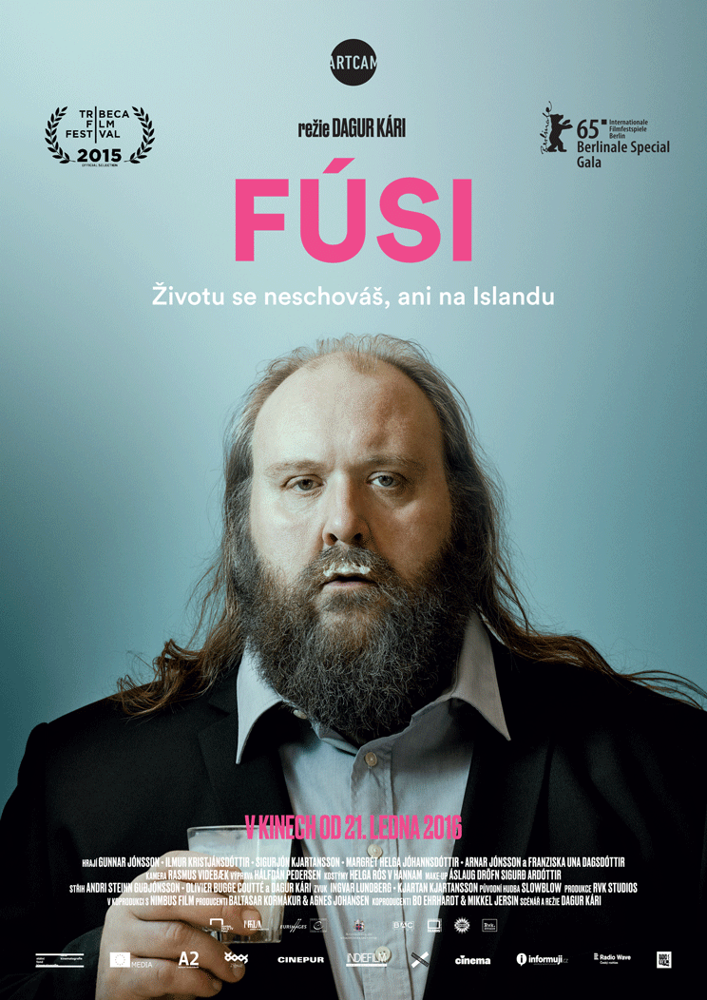 ARTCAM
TRIBECA
FILM
FESTIVAL
2015
OFFICIAL SELECTION
režie DAGUR KÁRI
Berlinale
65
Internationale
Filmfestspiele
Berlin
Berlinale Special
Gala
FÚSI
Životu se neschováš, ani na Islandu
V KINECH OD 21. LEDNA 2016
HRAJÍ GUNNAR JÓNSSON • ILMUR KRISTJÁNSDÓTTIR • SIGURJÓN KJARTANSSON • MARGRET HELGA JÓHANNSDÓTTIR • ARNAR JÓNSSON & FRANZISKA UNA DAGSDÓTTIR
KAMERA RASMUS VIDEBÆK VÝPRAVA HÁLFDÁN PEDERSEN KOSTÝMY HELGA RÓS V HANNAM MAKE-UP ÁSLAUG DRÖFN SIGURÐARDÓTTIR
STŘIH ANDRI STEINN GUÐJÓNSSON • OLIVIER BUGGE COUTTÉ & DAGUR KÁRI ZVUK INGVAR LUNDBERG • KJARTAN KJARTANSSON PŮVODNÍ HUDBA SLOWBLOW PRODUKCE RVK STUDIOS
V KOPRODUKCI S NIMBUS FILM PRODUCENTI BALTASAR KORMÁKUR & AGNES JOHANSEN KOPRODUCENTI BO EHRHARDT & MIKKEL JERSIN SCÉNÁŘ A REŽIE DAGUR KÁRI
EURIMAGES
MEDIA
A2
CINEPUR
INDIEFILM
cinema
informuji.cz
Radio Wave
Český rozhlas